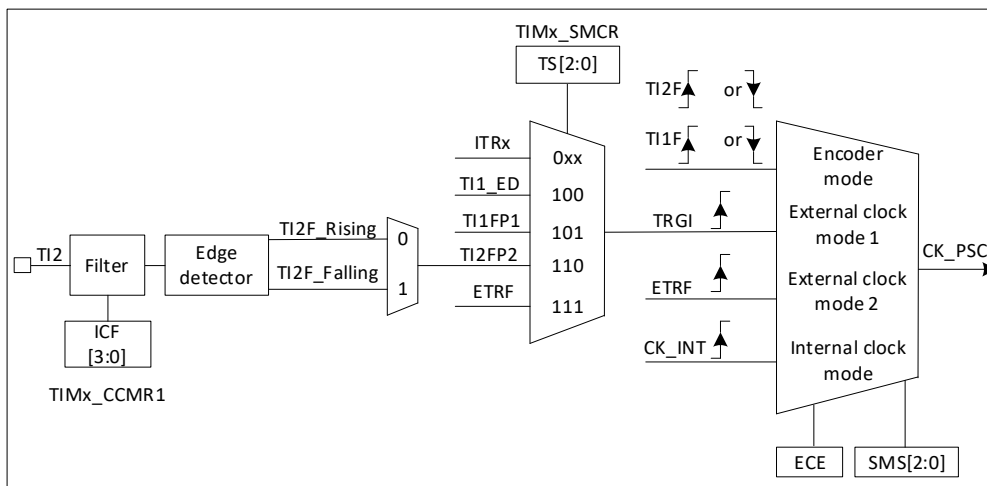 TIMx_SMCR
TS[2:0]
TI2F or
TI1F or
ITRx
0xx
TI1_ED
100
TI1FP1
101
TI2FP2
110
ETRF
111
TI2
Filter
ICF
[3:0]
TIMx_CCMR1
Edge
detector
TI2F_Rising
0
TI2F_Falling
1
TRGI
ETRF
CK_INT
Encoder
mode
External clock
mode 1
External clock
mode 2
Internal clock
mode
CK_PSC
ECE
SMS[2:0]